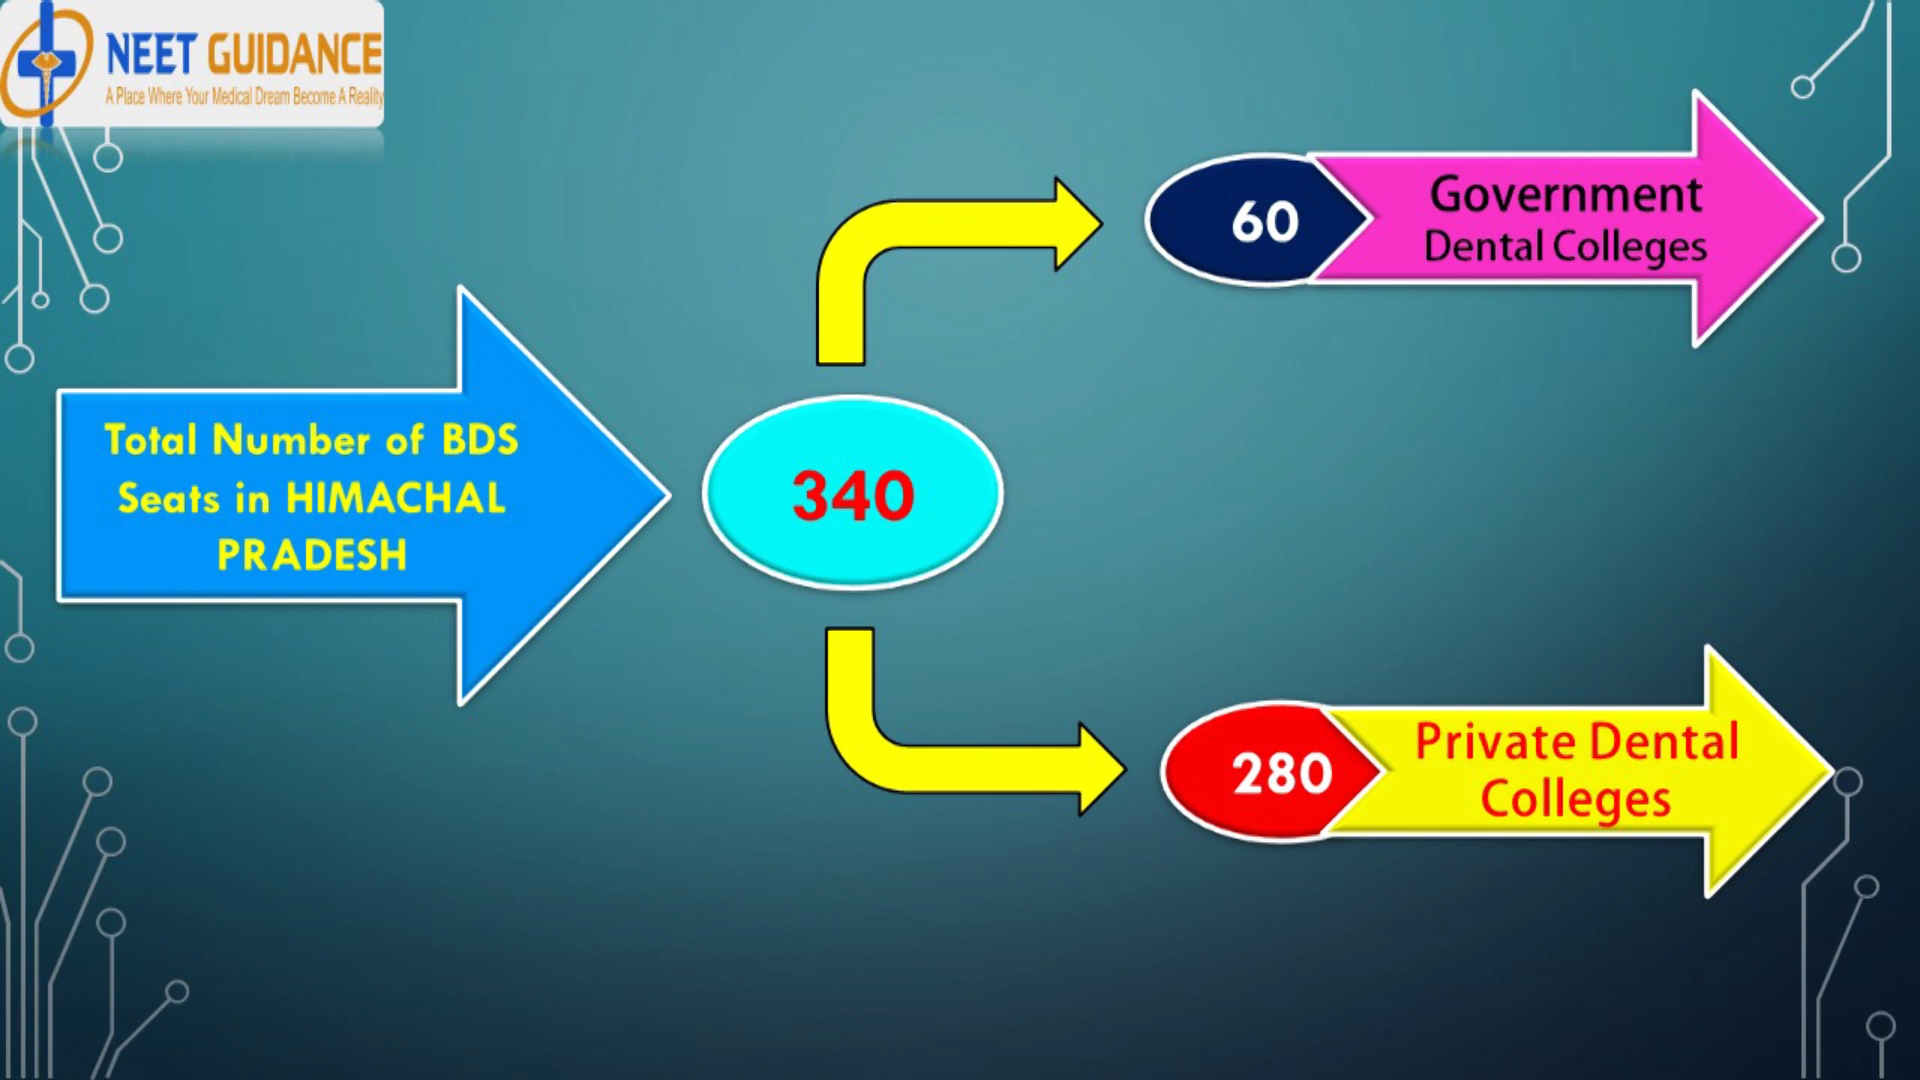 NEET GUIDANCE
A Place Where Your Medical Dream Become A Reality
Total Number of BDS
Seats in HIMACHAL
PRADESH
340
60
Government
Dental Colleges
280
Private Dental
Colleges